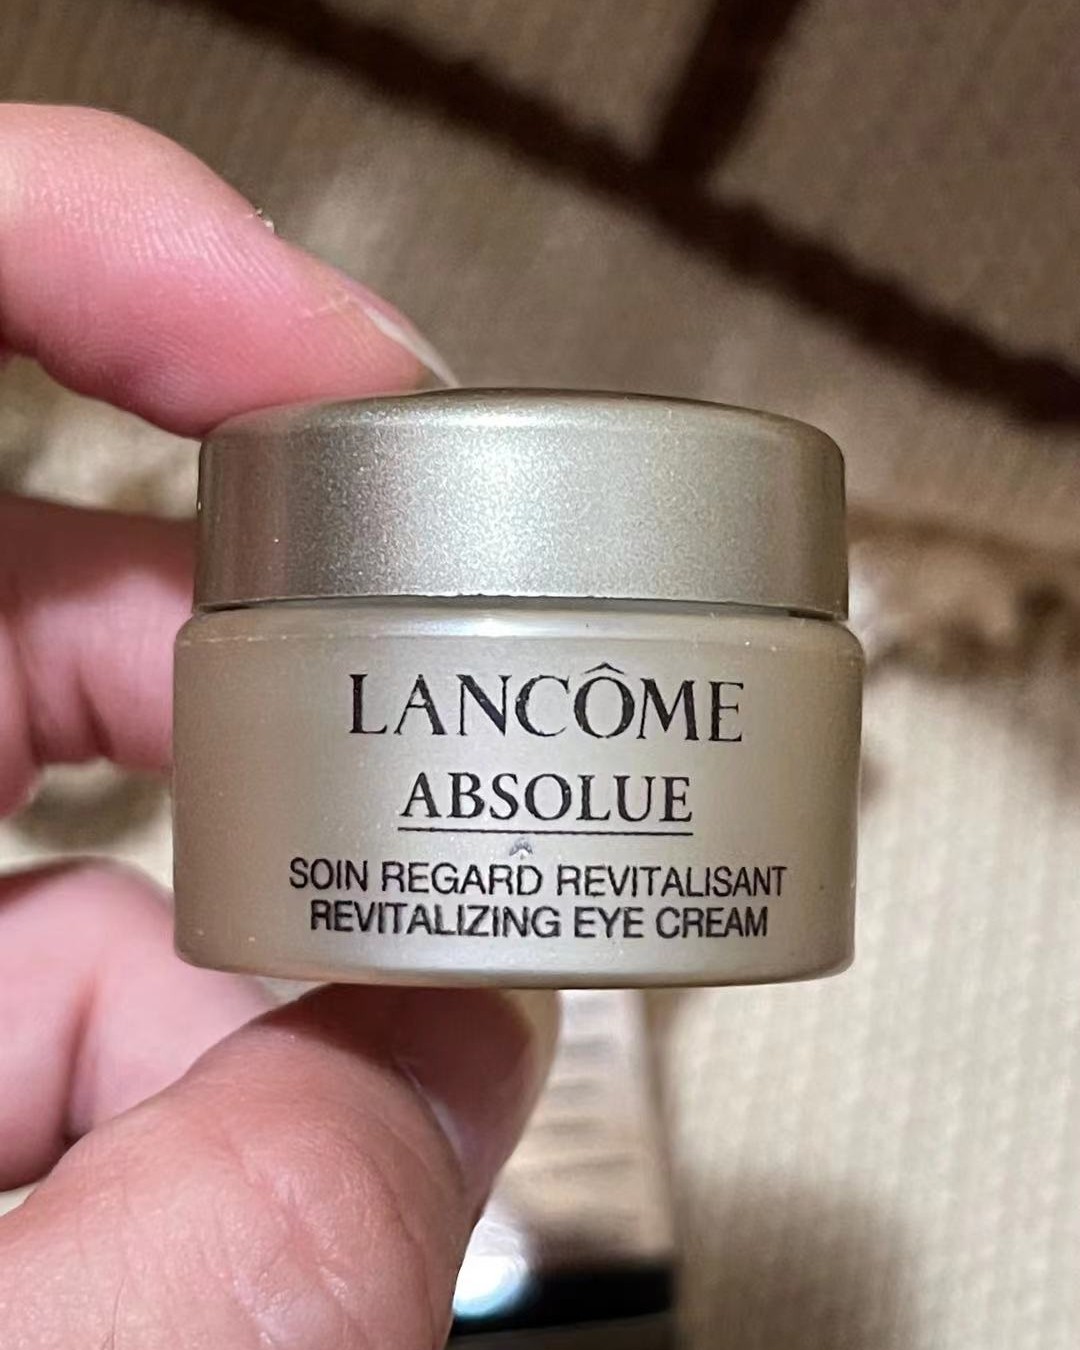 LANCÔME
ABSOLUE
SOIN REGARD REVITALISANT
REVITALIZING EYE CREAM